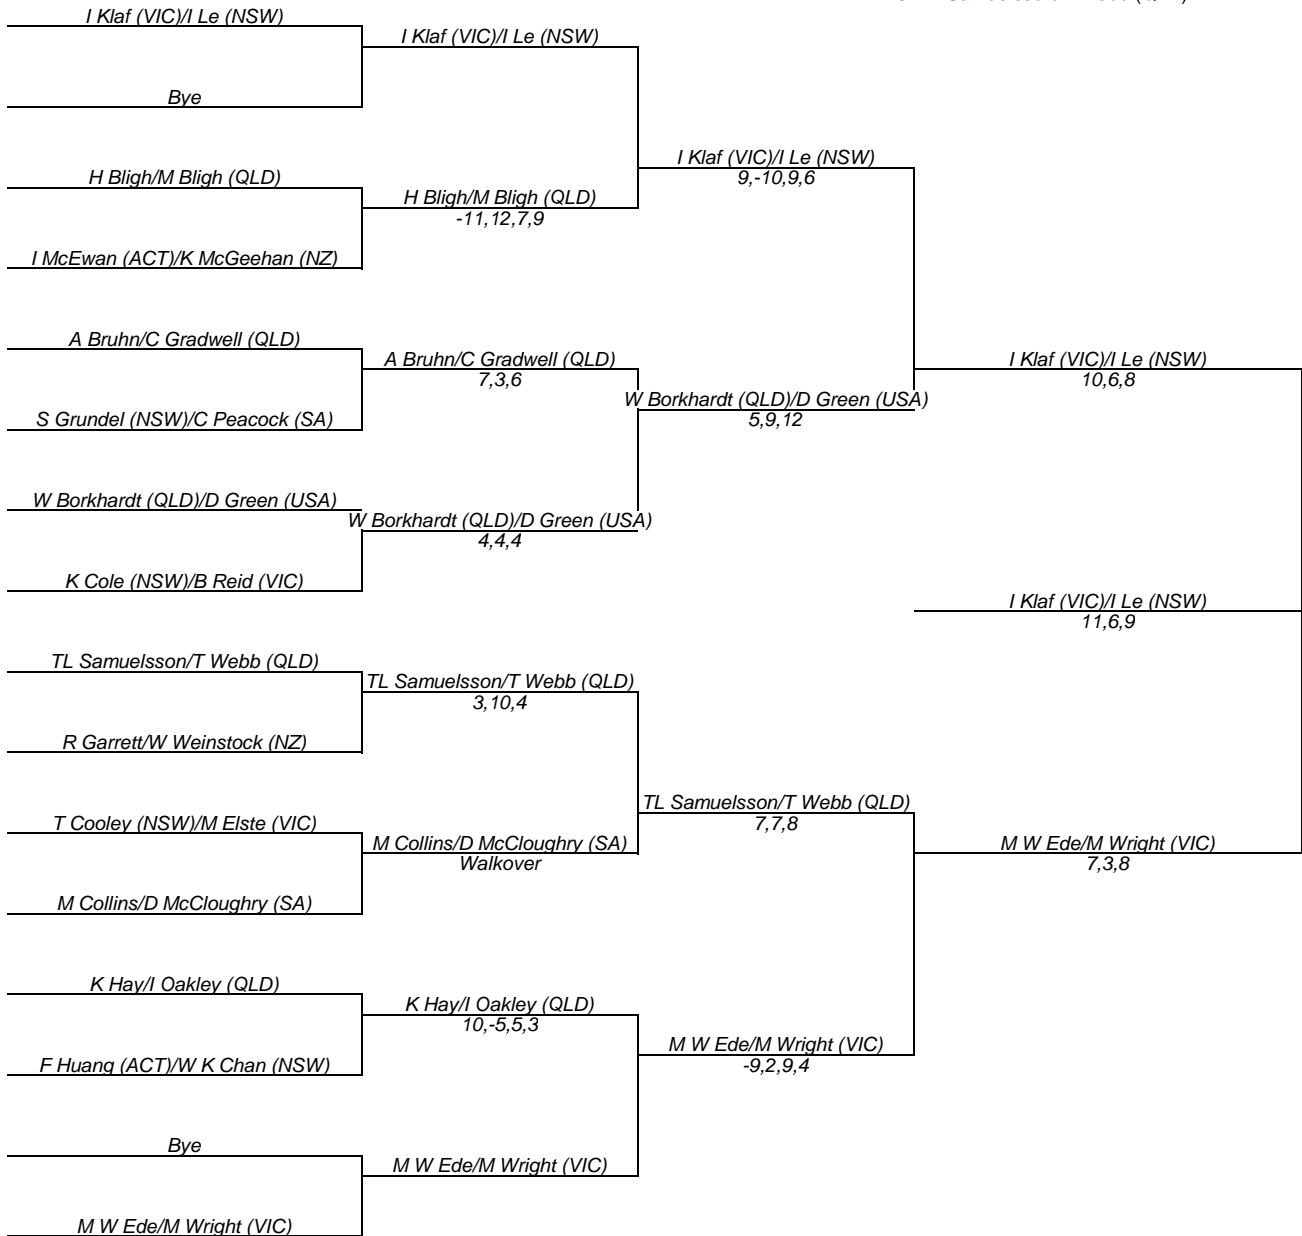 I Klaf (VIC)/I Le (NSW)
I Klaf (VIC)/I Le (NSW)
Bye
I Klaf (VIC)/I Le (NSW)
9,-10,9,6
H Bligh/M Bligh (QLD)
H Bligh/M Bligh (QLD)
-11,12,7,9
I McEwan (ACT)/K McGeehan (NZ)
A Bruhn/C Gradwell (QLD)
A Bruhn/C Gradwell (QLD)
7,3,6
I Klaf (VIC)/I Le (NSW)
10,6,8
W Borkhardt (QLD)/D Green (USA)
5,9,12
S Grundel (NSW)/C Peacock (SA)
W Borkhardt (QLD)/D Green (USA)
W Borkhardt (QLD)/D Green (USA)
4,4,4
K Cole (NSW)/B Reid (VIC)
I Klaf (VIC)/I Le (NSW)
11,6,9
TL Samuelsson/T Webb (QLD)
TL Samuelsson/T Webb (QLD)
3,10,4
R Garrett/W Weinstock (NZ)
TL Samuelsson/T Webb (QLD)
7,7,8
T Cooley (NSW)/M Elste (VIC)
M Collins/D McCloughry (SA)
Walkover
M W Ede/M Wright (VIC)
7,3,8
M Collins/D McCloughry (SA)
K Hay/I Oakley (QLD)
K Hay/I Oakley (QLD)
10,-5,5,3
M W Ede/M Wright (VIC)
-9,2,9,4
F Huang (ACT)/W K Chan (NSW)
Bye
M W Ede/M Wright (VIC)
M W Ede/M Wright (VIC)